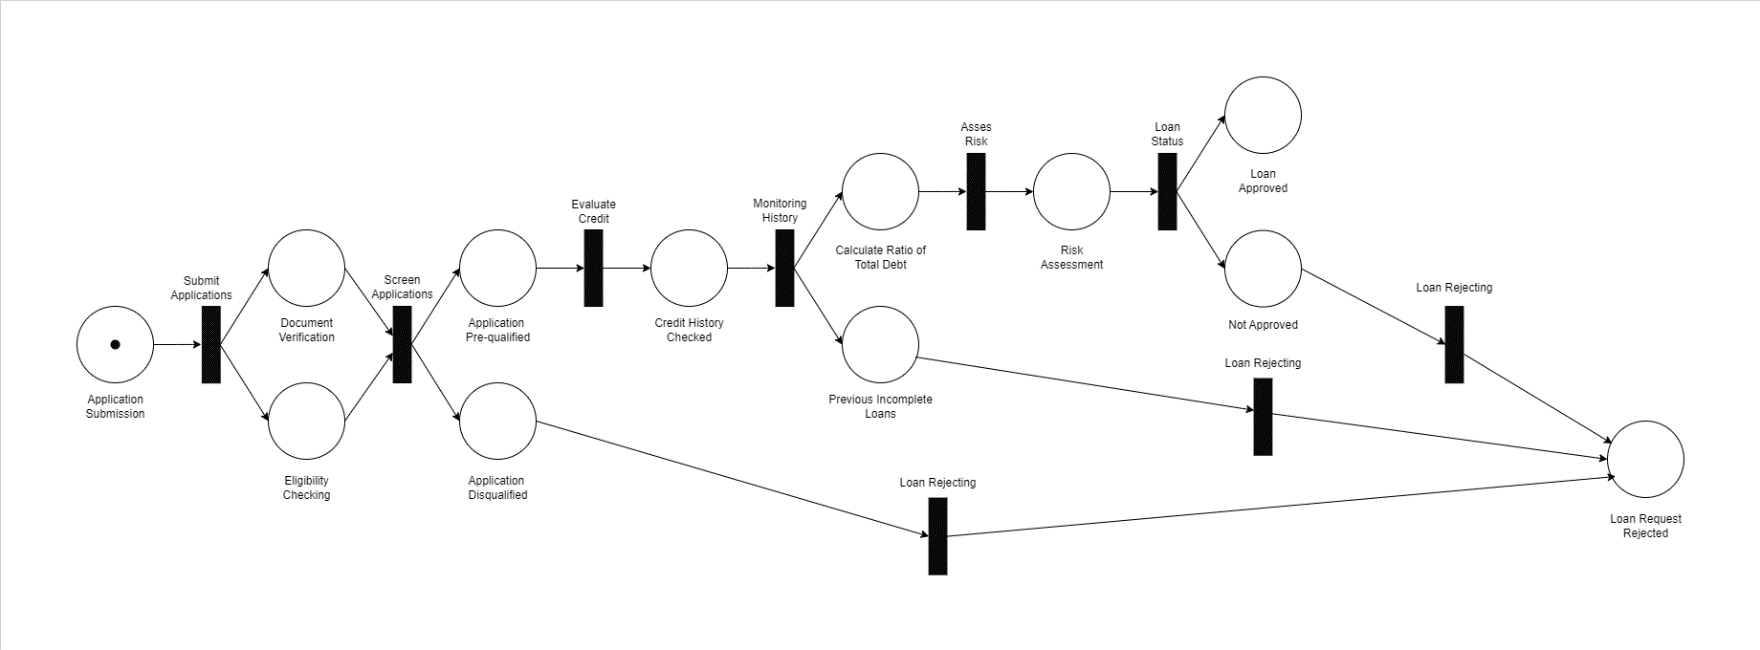 Application
Submission
Submit
Applications
Document
Verification
Eligibility
Checking
Screen
Applications
Application
Pre-qualified
Application
Disqualified
Evaluate
Credit
Credit History
Checked
Monitoring
History
Calculate Ratio of
Total Debt
Previous Incomplete
Loans
Asses
Risk
Risk
Assessment
Loan
Status
Loan
Approved
Not Approved
Loan Rejecting
Loan Rejecting
Loan Rejecting
Loan Request
Rejected